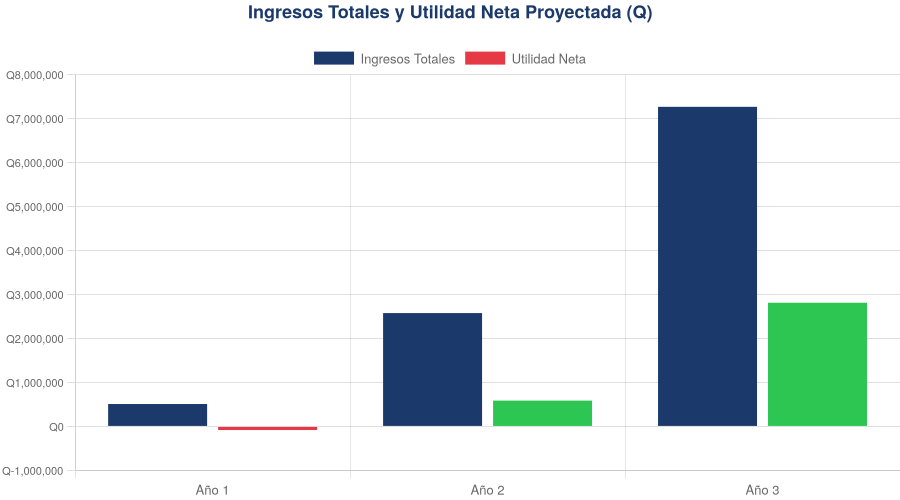 Ingresos Totales y Utilidad Neta Proyectada (Q)
Ingresos Totales
Utilidad Neta
Q8,000,000
Q7,000,000
Q6,000,000
Q5,000,000
Q4,000,000
Q3,000,000
Q2,000,000
Q1,000,000
Q0
Q-1,000,000
Año 1
Año 2
Año 3